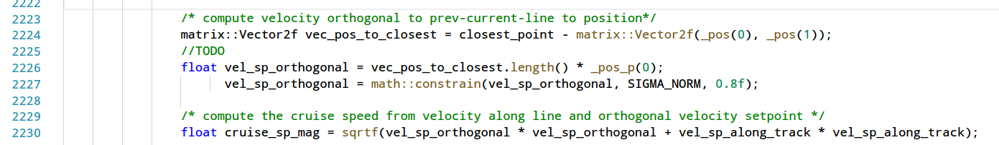 2222
2223 /* compute velocity orthogonal to prev-current-line to position*/
2224 matrix::Vector2f vec_pos_to_closest = closest_point - matrix::Vector2f(_pos(0), _pos(1));
2225 //TODO
2226 float vel_sp_orthogonal = vec_pos_to_closest.length() * _pos_p(0);
2227 vel_sp_orthogonal = math::constrain(vel_sp_orthogonal, SIGMA_NORM, 0.8f);
2228
2229 /* compute the cruise speed from velocity along line and orthogonal velocity setpoint */
2230 float cruise_sp_mag = sqrtf(vel_sp_orthogonal * vel_sp_orthogonal + vel_sp_along_track * vel_sp_along_track);